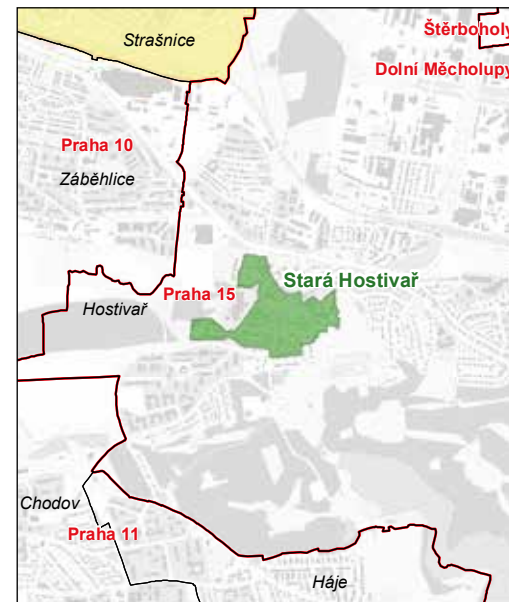 Štěrboholy
Strašnice
Dolní Měcholupy
Praha 10
Záběhlice
Stará Hostivař
Praha 15
Hostivař
Chodov
Praha 11
Háje